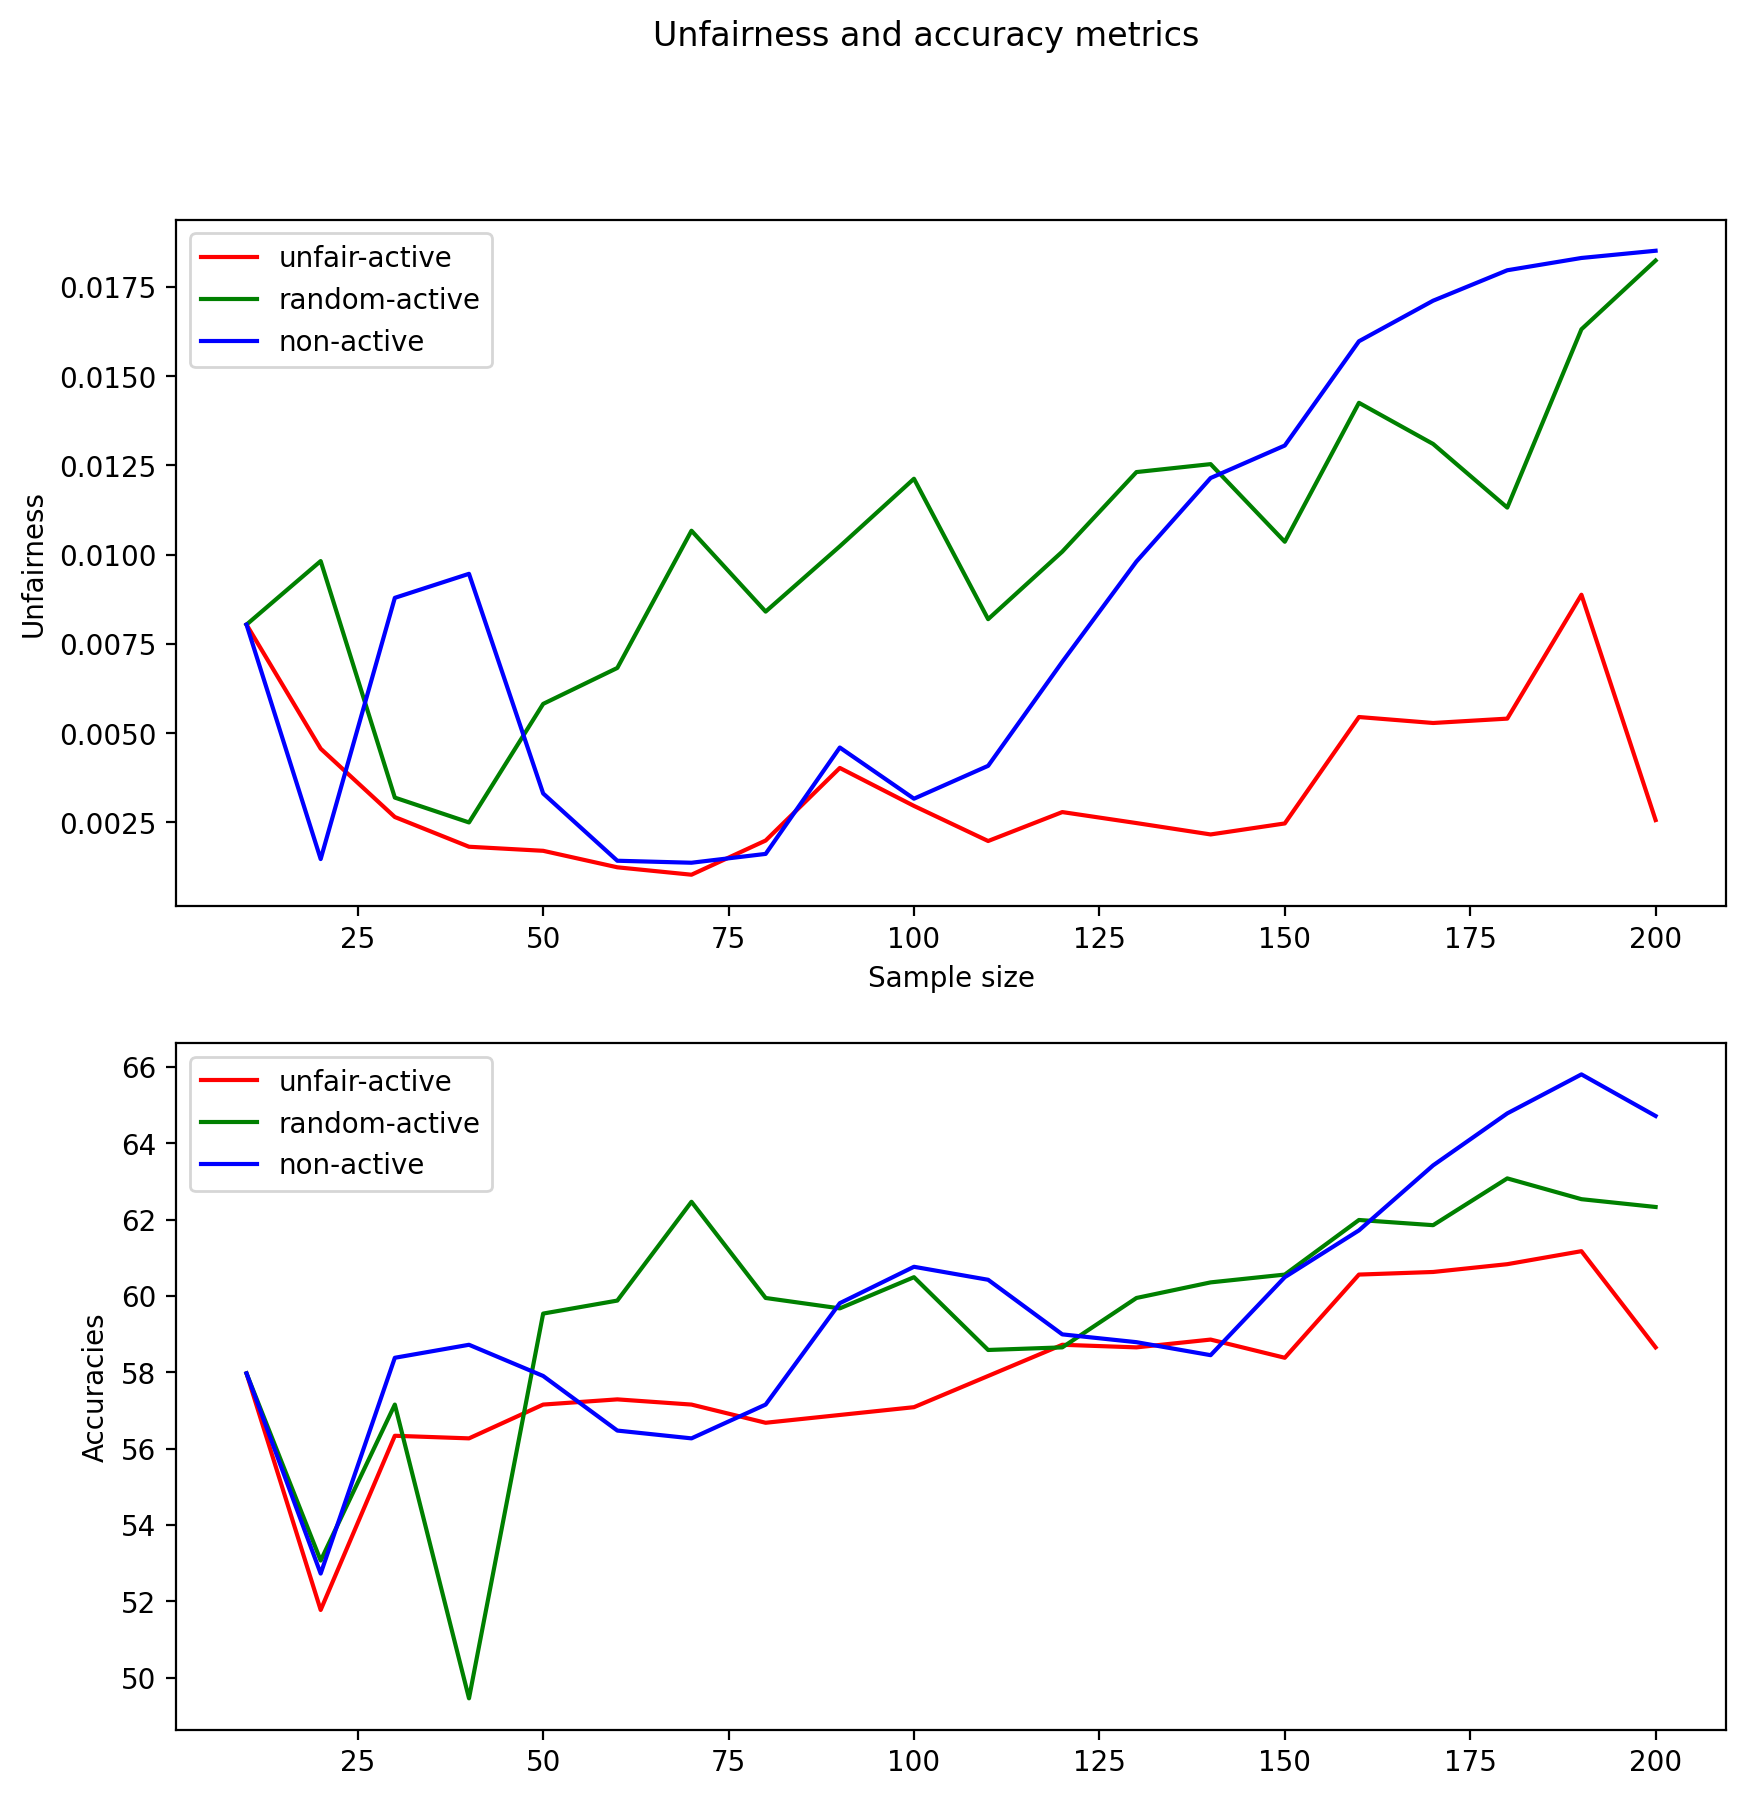 Unfairness and accuracy metrics
unfair-active
random-active
non-active
0.0175
0.0150
0.0125
0.0100
0.0075
0.0050
0.0025
Unfairness
25 50 75 100 125 150 175 200
Sample size
unfair-active
random-active
non-active
66
64
62
60
58
56
54
52
50
Accuracies
25 50 75 100 125 150 175 200